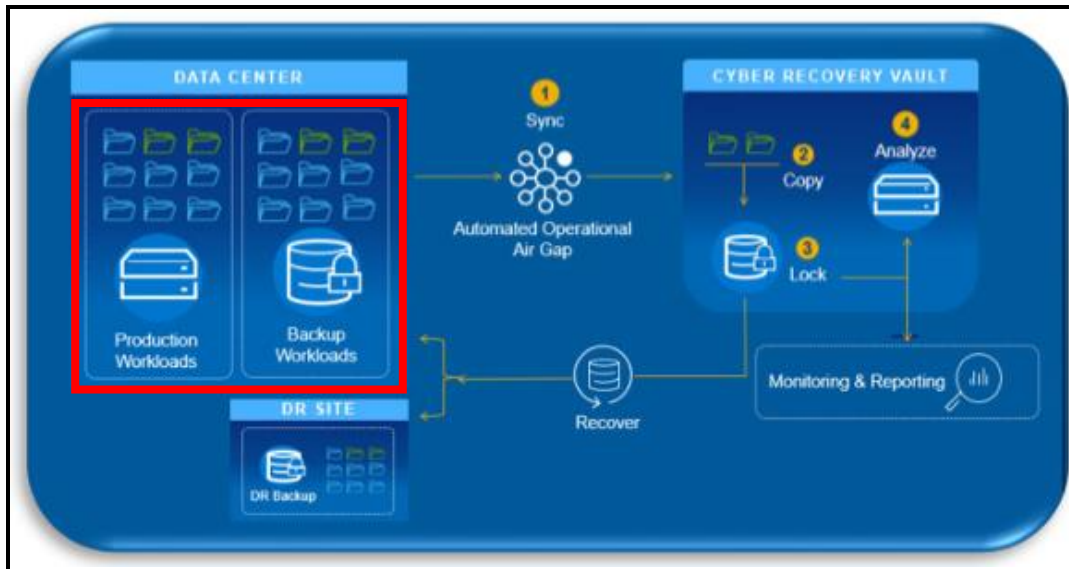 DATA CENTER
Production
Workloads
Backup
Workloads
DR SITE
DR Backup
1
Sync
Automated Operational
Air Gap
Recover
CYBER RECOVERY VAULT
2
Copy
3
Lock
4
Analyze
Monitoring & Reporting